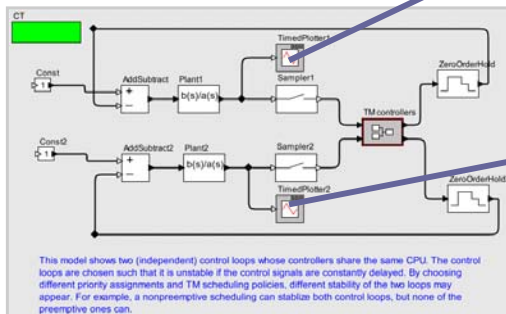 CT
TimedPlotter1
ZeroOrderHold
Const
1
AddSubtract
+
−
Plant1
b(s)/a(s)
Sampler1
TM controllers
Const2
1
AddSubtract2
+
−
Plant2
b(s)/a(s)
Sampler2
TimedPlotter2
ZeroOrderHold
This model shows two (independent) control loops whose controllers share the same CPU. The control
loops are chosen such that it is unstable if the control signals are constantly delayed. By choosing
different priority assignments and TM scheduling policies, different stability of the two loops may
appear. For example, a nonpreemptive scheduling can stablize both control loops, but none of the
preemptive ones can.